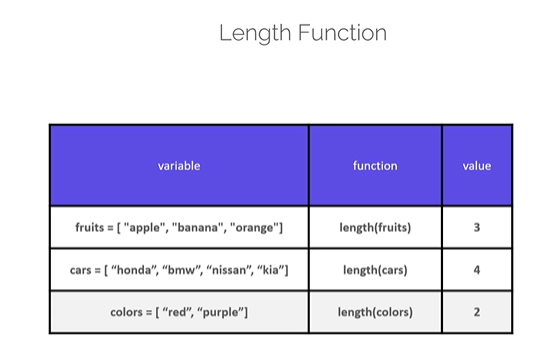 Length Function
variable function value
fruits = [ "apple", "banana", "orange"] length(fruits) 3
cars = [ “honda”, “bmw”, “nissan”, “kia”] length(cars) 4
colors = [ “red”, “purple”] length(colors) 2